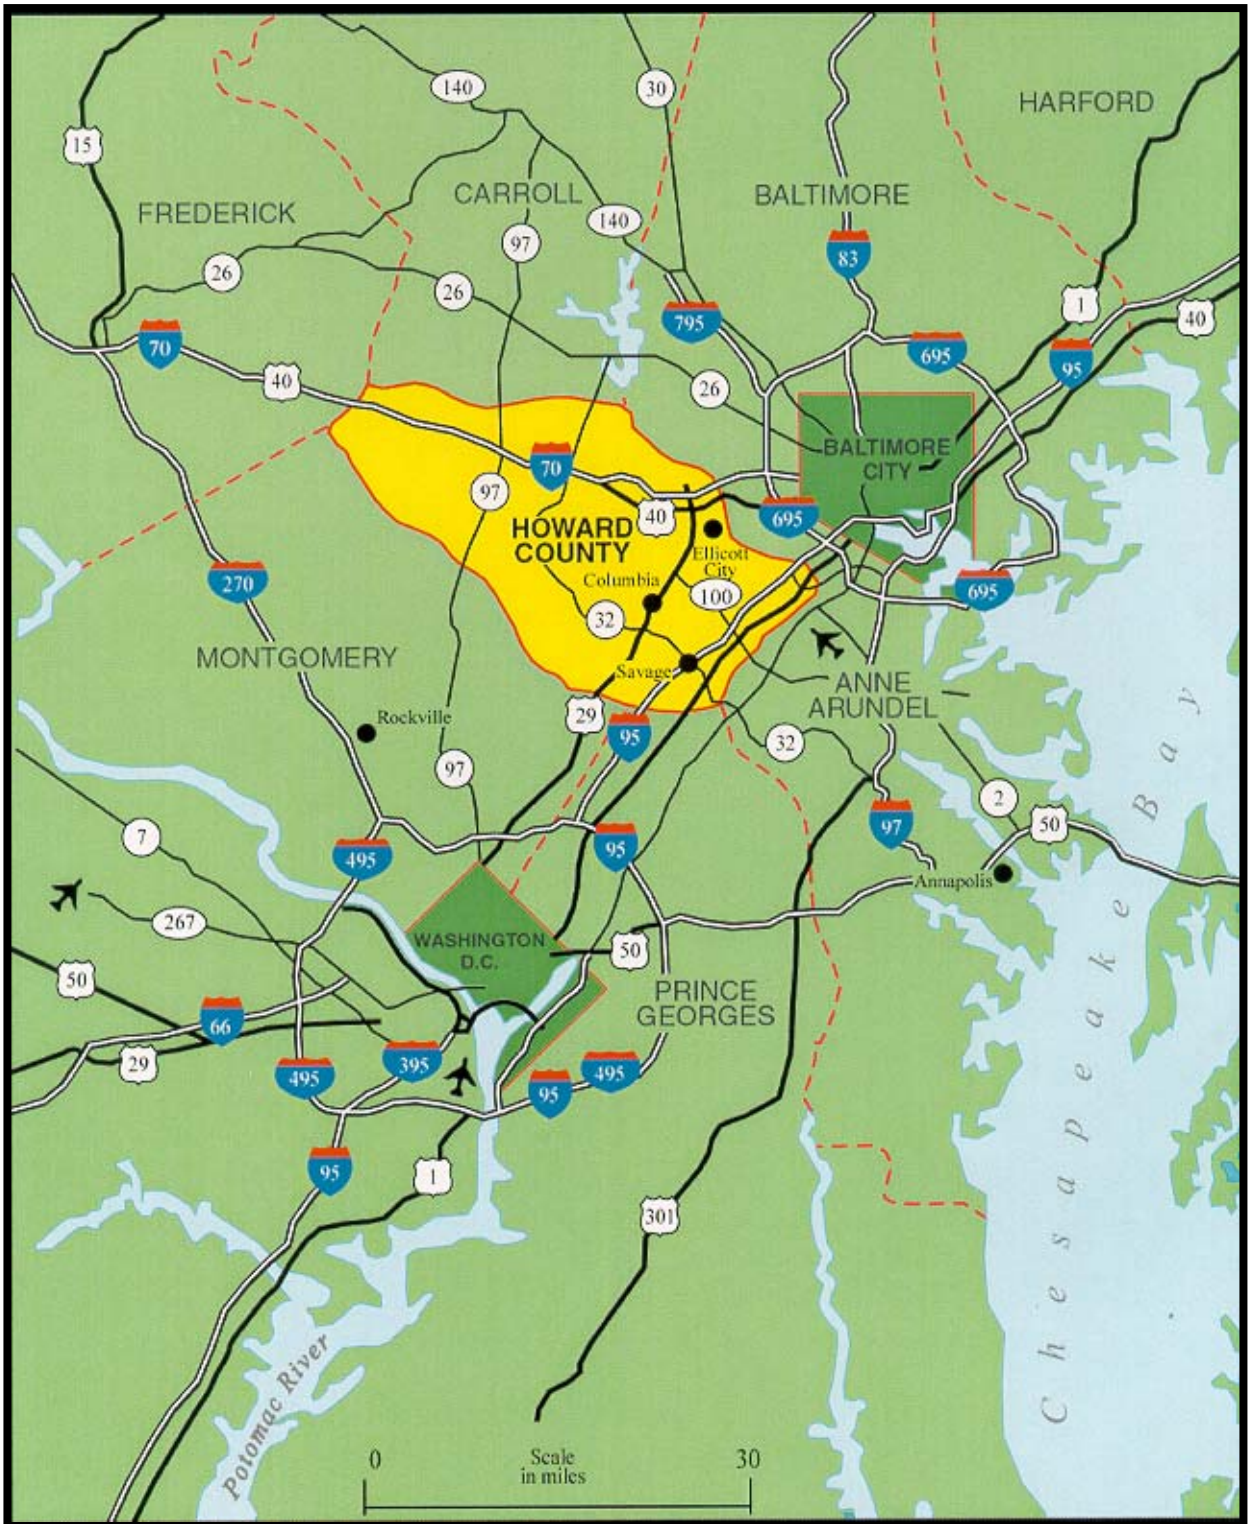 140
30
HARFORD
15
CARROLL
BALTIMORE
FREDERICK
140
97
83
26
26
1
795
40
70
695
95
40
26
BALTIMORE
CITY
70
97
40
695
HOWARD
COUNTY
Ellicott
City
270
Columbia
695
100
32
MONTGOMERY
Savage
ANNE
ARUNDEL
29
Rockville
95
32
97
2
50
97
7
95
495
Annapolis
267
WASHINGTON
D.C.
50
50
PRINCE
GEORGES
66
29
395
495
495
95
95
1
301
Chesapeake Bay
Potomac River
0 Scale 30
in miles